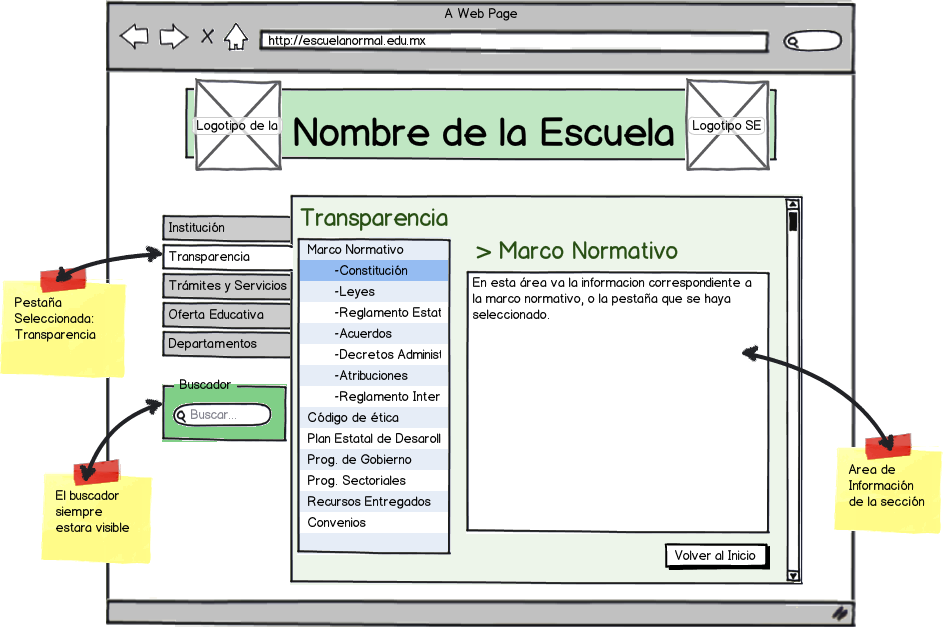 A Web Page
http://escuelanormal.edu.mx
Logotipo de la
Nombre de la Escuela
Logotipo SE
Institución
Transparencia
Trámites y Servicios
Oferta Educativa
Departamentos
Buscador
Buscar...
Transparencia
Marco Normativo
-Constitución
-Leyes
-Reglamento Estat
-Acuerdos
-Decretos Administ
-Atribuciones
-Reglamento Inter
Código de ética
Plan Estatal de Desaroll
Prog. de Gobierno
Prog. Sectoriales
Recursos Entregados
Convenios
> Marco Normativo
En esta área va la informacion correspondiente a
la marco normativo, o la pestaña que se haya
seleccionado.
Volver al Inicio
Pestaña
Seleccionada:
Transparencia
El buscador
siempre
estara visible
Area de
Información
de la sección